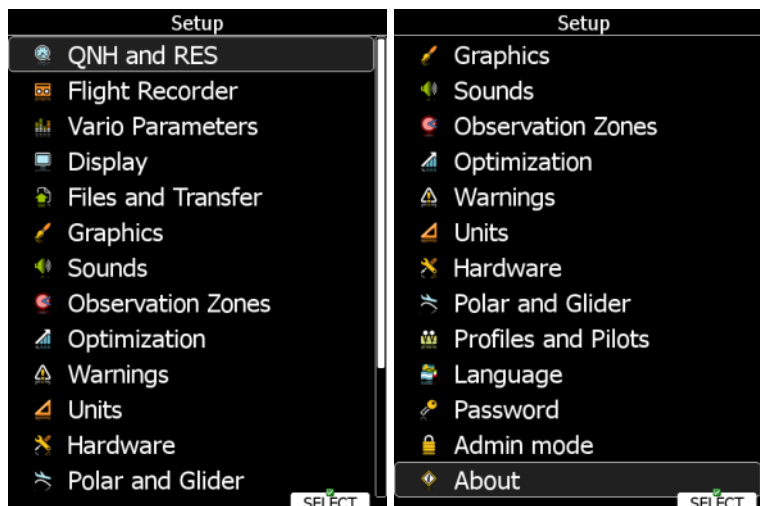 Setup
QNH and RES
Flight Recorder
Vario Parameters
Display
Files and Transfer
Graphics
Sounds
Observation Zones
Optimization
Warnings
Units
Hardware
Polar and Glider
SELECT
Setup
Graphics
Sounds
Observation Zones
Optimization
Warnings
Units
Hardware
Polar and Glider
Profiles and Pilots
Language
Password
Admin mode
About
SELECT